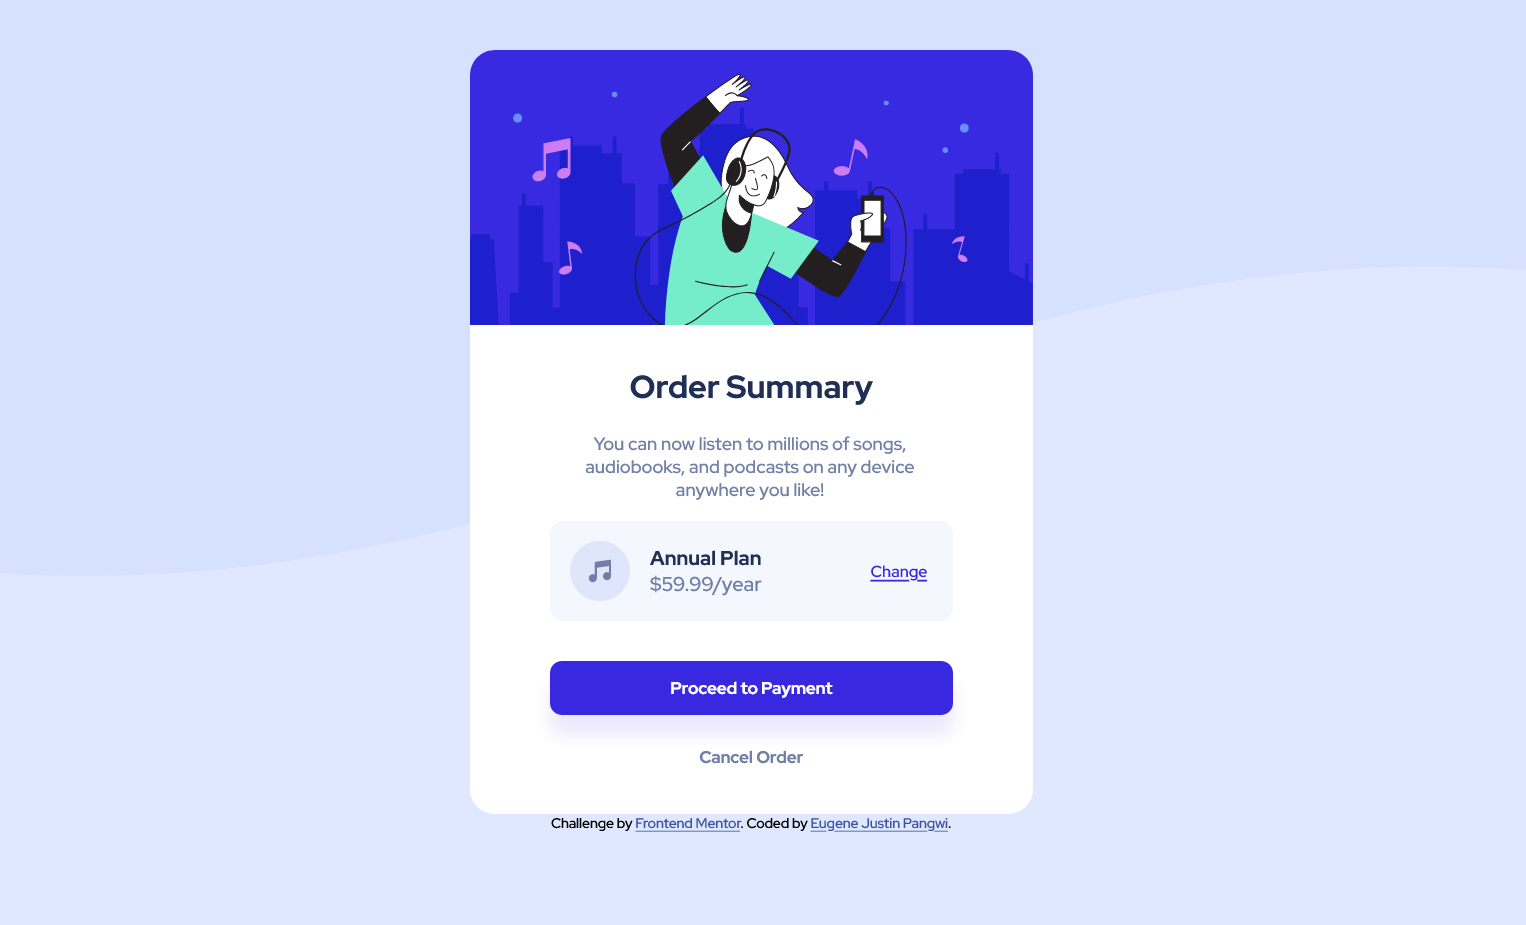 Order Summary
You can now listen to millions of songs,
audiobooks, and podcasts on any device
anywhere you like!
Annual Plan
$59.99/year
Change
Proceed to Payment
Cancel Order
Challenge by Frontend Mentor. Coded by Eugene Justin Pangwi.